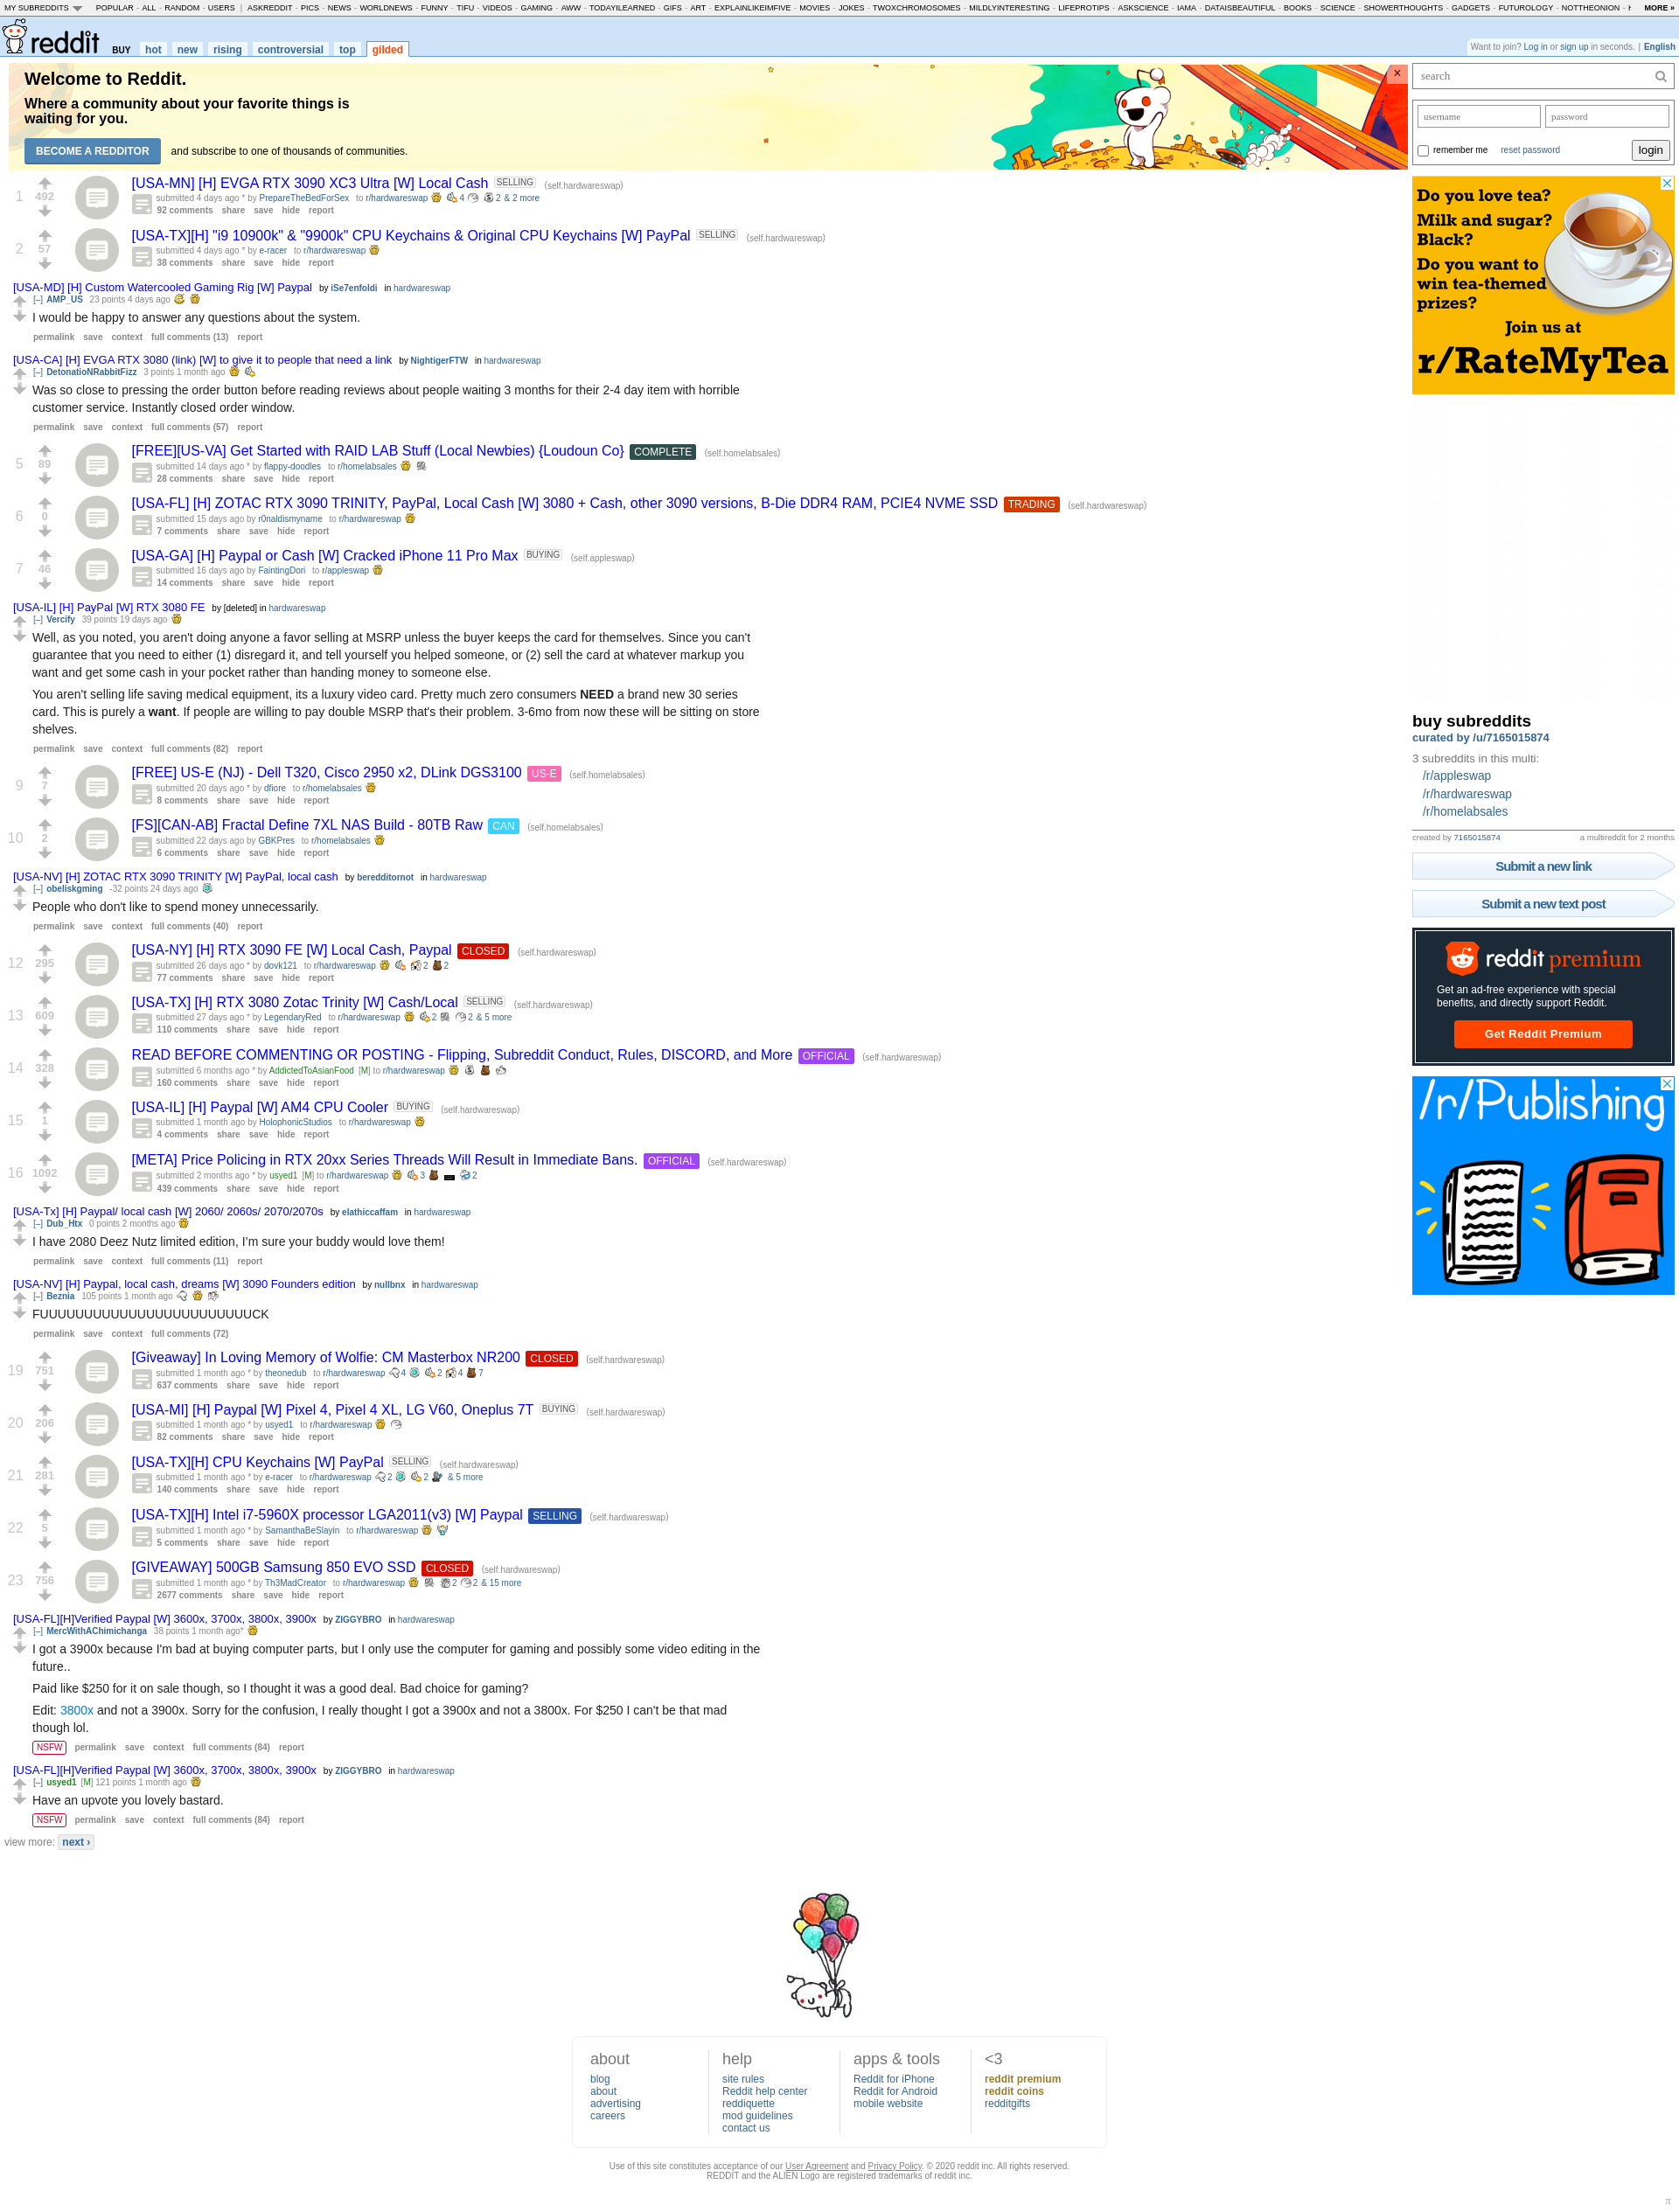 MY SUBREDDITS POPULAR - ALL - RANDOM - USERS | ASKREDDIT - PICS - NEWS - WORLDNEWS - FUNNY - TIFU - VIDEOS - GAMING - AWW - TODAYILEARNED - GIFS - ART - EXPLAINLIKEIMFIVE - MOVIES - JOKES - TWOXCHROMOSOMES - MILDLYINTERESTING - LIFEPROTIPS - ASKSCIENCE - IAMA - DATAISBEAUTIFUL - BOOKS - SCIENCE - SHOWERTHOUGHTS - GADGETS - FUTUROLOGY - NOTTHEONION - MORE »
reddit BUY hot new rising controversial top gilded
Want to join? Log in or sign up in seconds. | English
Welcome to Reddit.
Where a community about your favorite things is
waiting for you.
BECOME A REDDITOR and subscribe to one of thousands of communities.
×
search
username password
remember me reset password login
1 492
[USA-MN] [H] EVGA RTX 3090 XC3 Ultra [W] Local Cash SELLING (self.hardwareswap)
submitted 4 days ago * by PrepareTheBedForSex to r/hardwareswap 4 2 & 2 more
92 comments share save hide report
2 57
[USA-TX][H] "i9 10900k" & "9900k" CPU Keychains & Original CPU Keychains [W] PayPal SELLING (self.hardwareswap)
submitted 4 days ago * by e-racer to r/hardwareswap
38 comments share save hide report
[USA-MD] [H] Custom Watercooled Gaming Rig [W] Paypal by iSe7enfoldi in hardwareswap
[–] AMP_US 23 points 4 days ago
I would be happy to answer any questions about the system.
permalink save context full comments (13) report
[USA-CA] [H] EVGA RTX 3080 (link) [W] to give it to people that need a link by NightigerFTW in hardwareswap
[–] DetonatioNRabbitFizz 3 points 1 month ago
Was so close to pressing the order button before reading reviews about people waiting 3 months for their 2-4 day item with horrible
customer service. Instantly closed order window.
permalink save context full comments (57) report
5 89
[FREE][US-VA] Get Started with RAID LAB Stuff (Local Newbies) {Loudoun Co} COMPLETE (self.homelabsales)
submitted 14 days ago * by flappy-doodles to r/homelabsales
28 comments share save hide report
6 0
[USA-FL] [H] ZOTAC RTX 3090 TRINITY, PayPal, Local Cash [W] 3080 + Cash, other 3090 versions, B-Die DDR4 RAM, PCIE4 NVME SSD TRADING (self.hardwareswap)
submitted 15 days ago by r0naldismyname to r/hardwareswap
7 comments share save hide report
7 46
[USA-GA] [H] Paypal or Cash [W] Cracked iPhone 11 Pro Max BUYING (self.appleswap)
submitted 16 days ago by FaintingDori to r/appleswap
14 comments share save hide report
[USA-IL] [H] PayPal [W] RTX 3080 FE by [deleted] in hardwareswap
[–] Vercify 39 points 19 days ago
Well, as you noted, you aren't doing anyone a favor selling at MSRP unless the buyer keeps the card for themselves. Since you can't
guarantee that you need to either (1) disregard it, and tell yourself you helped someone, or (2) sell the card at whatever markup you
want and get some cash in your pocket rather than handing money to someone else.
You aren't selling life saving medical equipment, its a luxury video card. Pretty much zero consumers NEED a brand new 30 series
card. This is purely a want. If people are willing to pay double MSRP that's their problem. 3-6mo from now these will be sitting on store
shelves.
permalink save context full comments (82) report
9 7
[FREE] US-E (NJ) - Dell T320, Cisco 2950 x2, DLink DGS3100 US-E (self.homelabsales)
submitted 20 days ago * by dfiore to r/homelabsales
8 comments share save hide report
10 2
[FS][CAN-AB] Fractal Define 7XL NAS Build - 80TB Raw CAN (self.homelabsales)
submitted 22 days ago by GBKPres to r/homelabsales
6 comments share save hide report
[USA-NV] [H] ZOTAC RTX 3090 TRINITY [W] PayPal, local cash by beredditornot in hardwareswap
[–] obeliskgming -32 points 24 days ago
People who don't like to spend money unnecessarily.
permalink save context full comments (40) report
12 295
[USA-NY] [H] RTX 3090 FE [W] Local Cash, Paypal CLOSED (self.hardwareswap)
submitted 26 days ago * by dovk121 to r/hardwareswap 2 2
77 comments share save hide report
13 609
[USA-TX] [H] RTX 3080 Zotac Trinity [W] Cash/Local SELLING (self.hardwareswap)
submitted 27 days ago * by LegendaryRed to r/hardwareswap 2 2 & 5 more
110 comments share save hide report
14 328
READ BEFORE COMMENTING OR POSTING - Flipping, Subreddit Conduct, Rules, DISCORD, and More OFFICIAL (self.hardwareswap)
submitted 6 months ago * by AddictedToAsianFood [M] to r/hardwareswap
160 comments share save hide report
15 1
[USA-IL] [H] Paypal [W] AM4 CPU Cooler BUYING (self.hardwareswap)
submitted 1 month ago by HolophonicStudios to r/hardwareswap
4 comments share save hide report
16 1092
[META] Price Policing in RTX 20xx Series Threads Will Result in Immediate Bans. OFFICIAL (self.hardwareswap)
submitted 2 months ago * by usyed1 [M] to r/hardwareswap 3 2
439 comments share save hide report
[USA-Tx] [H] Paypal/ local cash [W] 2060/ 2060s/ 2070/2070s by elathiccaffam in hardwareswap
[–] Dub_Htx 0 points 2 months ago
I have 2080 Deez Nutz limited edition, I'm sure your buddy would love them!
permalink save context full comments (11) report
[USA-NV] [H] Paypal, local cash, dreams [W] 3090 Founders edition by nullbnx in hardwareswap
[–] Beznia 105 points 1 month ago
FUUUUUUUUUUUUUUUUUUUUUUUUCK
permalink save context full comments (72)
19 751
[Giveaway] In Loving Memory of Wolfie: CM Masterbox NR200 CLOSED (self.hardwareswap)
submitted 1 month ago * by theonedub to r/hardwareswap 4 2 4 7
637 comments share save hide report
20 206
[USA-MI] [H] Paypal [W] Pixel 4, Pixel 4 XL, LG V60, Oneplus 7T BUYING (self.hardwareswap)
submitted 1 month ago * by usyed1 to r/hardwareswap
82 comments share save hide report
21 281
[USA-TX][H] CPU Keychains [W] PayPal SELLING (self.hardwareswap)
submitted 1 month ago * by e-racer to r/hardwareswap 2 2 & 5 more
140 comments share save hide report
22 5
[USA-TX][H] Intel i7-5960X processor LGA2011(v3) [W] Paypal SELLING (self.hardwareswap)
submitted 1 month ago * by SamanthaBeSlayin to r/hardwareswap
5 comments share save hide report
23 756
[GIVEAWAY] 500GB Samsung 850 EVO SSD CLOSED (self.hardwareswap)
submitted 1 month ago * by Th3MadCreator to r/hardwareswap 2 2 & 15 more
2677 comments share save hide report
[USA-FL][H]Verified Paypal [W] 3600x, 3700x, 3800x, 3900x by ZIGGYBRO in hardwareswap
[–] MercWithAChimichanga 38 points 1 month ago*
I got a 3900x because I'm bad at buying computer parts, but I only use the computer for gaming and possibly some video editing in the
future..
Paid like $250 for it on sale though, so I thought it was a good deal. Bad choice for gaming?
Edit: 3800x and not a 3900x. Sorry for the confusion, I really thought I got a 3900x and not a 3800x. For $250 I can't be that mad
though lol.
NSFW permalink save context full comments (84) report
[USA-FL][H]Verified Paypal [W] 3600x, 3700x, 3800x, 3900x by ZIGGYBRO in hardwareswap
[–] usyed1 [M] 121 points 1 month ago
Have an upvote you lovely bastard.
NSFW permalink save context full comments (84) report
view more: next ›
Do you love tea?
Milk and sugar?
Black?
Do you want to
win tea-themed
prizes?
Join us at
r/RateMyTea
buy subreddits
curated by /u/7165015874
3 subreddits in this multi:
/r/appleswap
/r/hardwareswap
/r/homelabsales
created by 7165015874 a multireddit for 2 months
Submit a new link
Submit a new text post
reddit premium
Get an ad-free experience with special
benefits, and directly support Reddit.
Get Reddit Premium
/r/Publishing
about
blog
about
advertising
careers
help
site rules
Reddit help center
reddiquette
mod guidelines
contact us
apps & tools
Reddit for iPhone
Reddit for Android
mobile website
<3
reddit premium
reddit coins
redditgifts
Use of this site constitutes acceptance of our User Agreement and Privacy Policy. © 2020 reddit inc. All rights reserved.
REDDIT and the ALIEN Logo are registered trademarks of reddit inc.
π